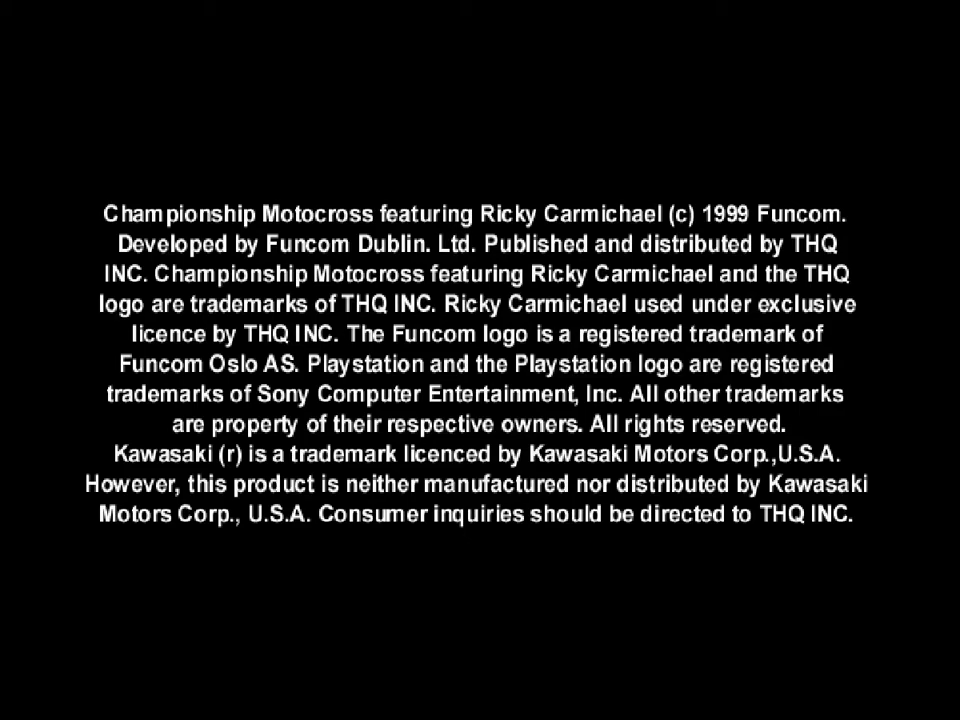 Championship Motocross featuring Ricky Carmichael (c) 1999 Funcom.
Developed by Funcom Dublin. Ltd. Published and distributed by THQ
INC. Championship Motocross featuring Ricky Carmichael and the THQ
logo are trademarks of THQ INC. Ricky Carmichael used under exclusive
licence by THQ INC. The Funcom logo is a registered trademark of
Funcom Oslo AS. Playstation and the Playstation logo are registered
trademarks of Sony Computer Entertainment, Inc. All other trademarks
are property of their respective owners. All rights reserved.
Kawasaki (r) is a trademark licenced by Kawasaki Motors Corp.,U.S.A.
However, this product is neither manufactured nor distributed by Kawasaki
Motors Corp., U.S.A. Consumer inquiries should be directed to THQ INC.